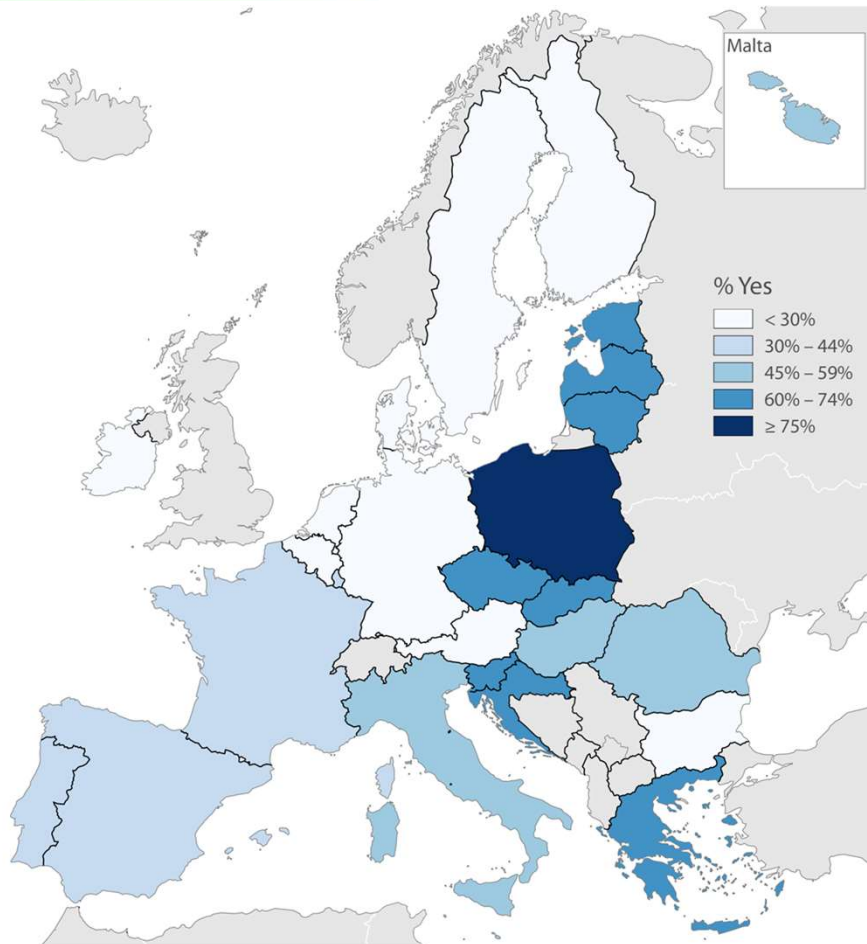 Malta
% Yes
< 30%
30% – 44%
45% – 59%
60% – 74%
≥ 75%